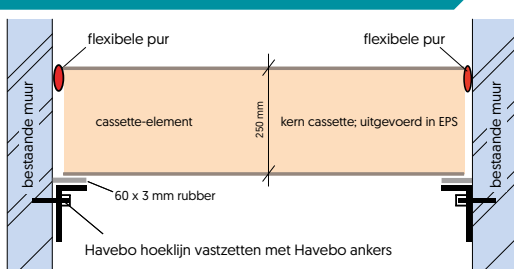 flexibele pur
flexibele pur
bestaande muur
cassette-element
250 mm
kern cassette; uitgevoerd in EPS
bestaande muur
60 x 3 mm rubber
Havebo hoeklijn vastzetten met Havebo ankers